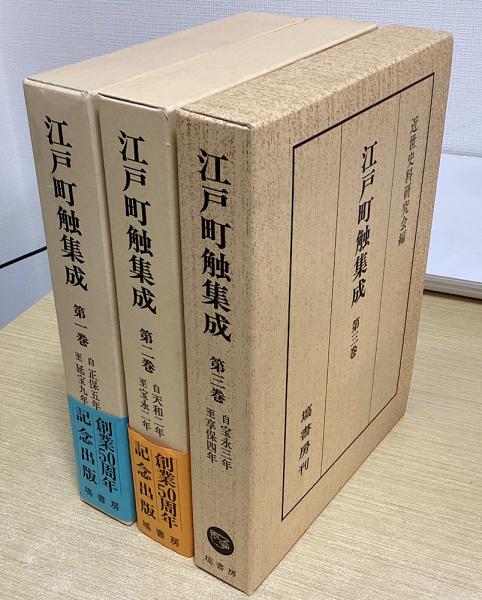 江戸町触集成
第一巻
自 正保五年
至 延宝九年
創業50周年
記念出版
塙書房
江戸町触集成
第二巻
自 天和二年
至 宝永二年
創業50周年
記念出版
塙書房
江戸町触集成
第三巻
自 宝永三年
至 享保四年
塙書房
近世史料研究会編
江戸町触集成
第三巻
塙書房刊